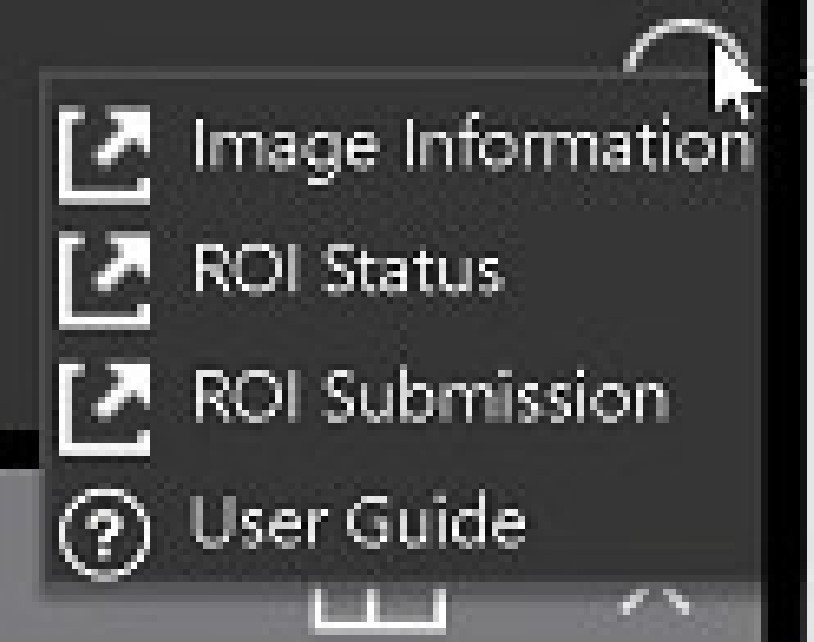 Image Information
ROI Status
ROI Submission
User Guide